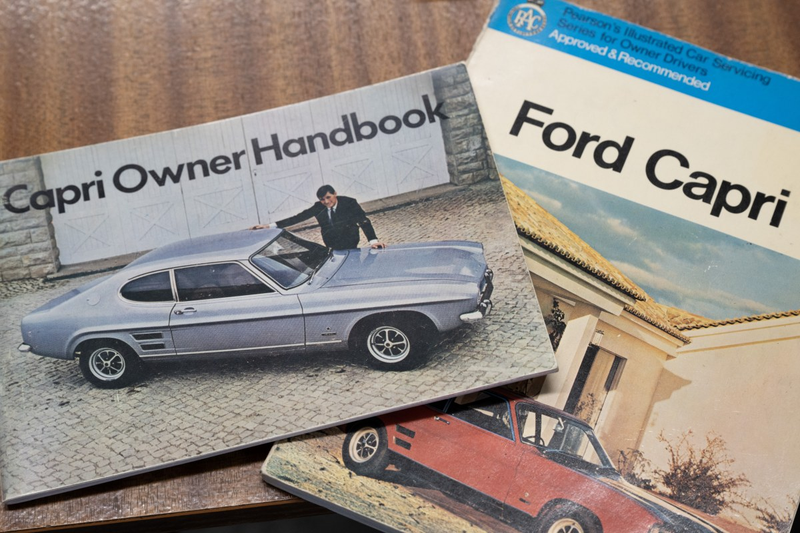 Capri Owner Handbook
RAC
Pearson's Illustrated Car Servicing
Series for Owner Drivers
Approved & Recommended
Ford Capri